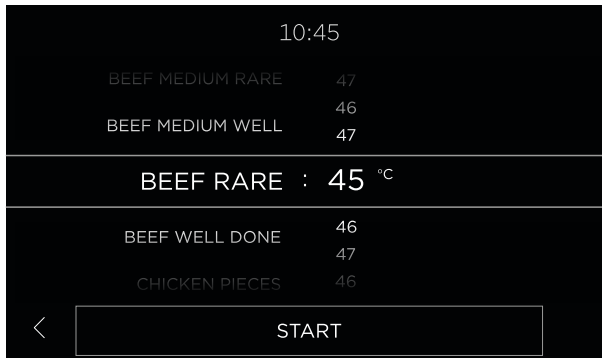 10:45
BEEF MEDIUM RARE 47
46
BEEF MEDIUM WELL 47
BEEF RARE : 45 °C
46
BEEF WELL DONE
47
CHICKEN PIECES 46
START